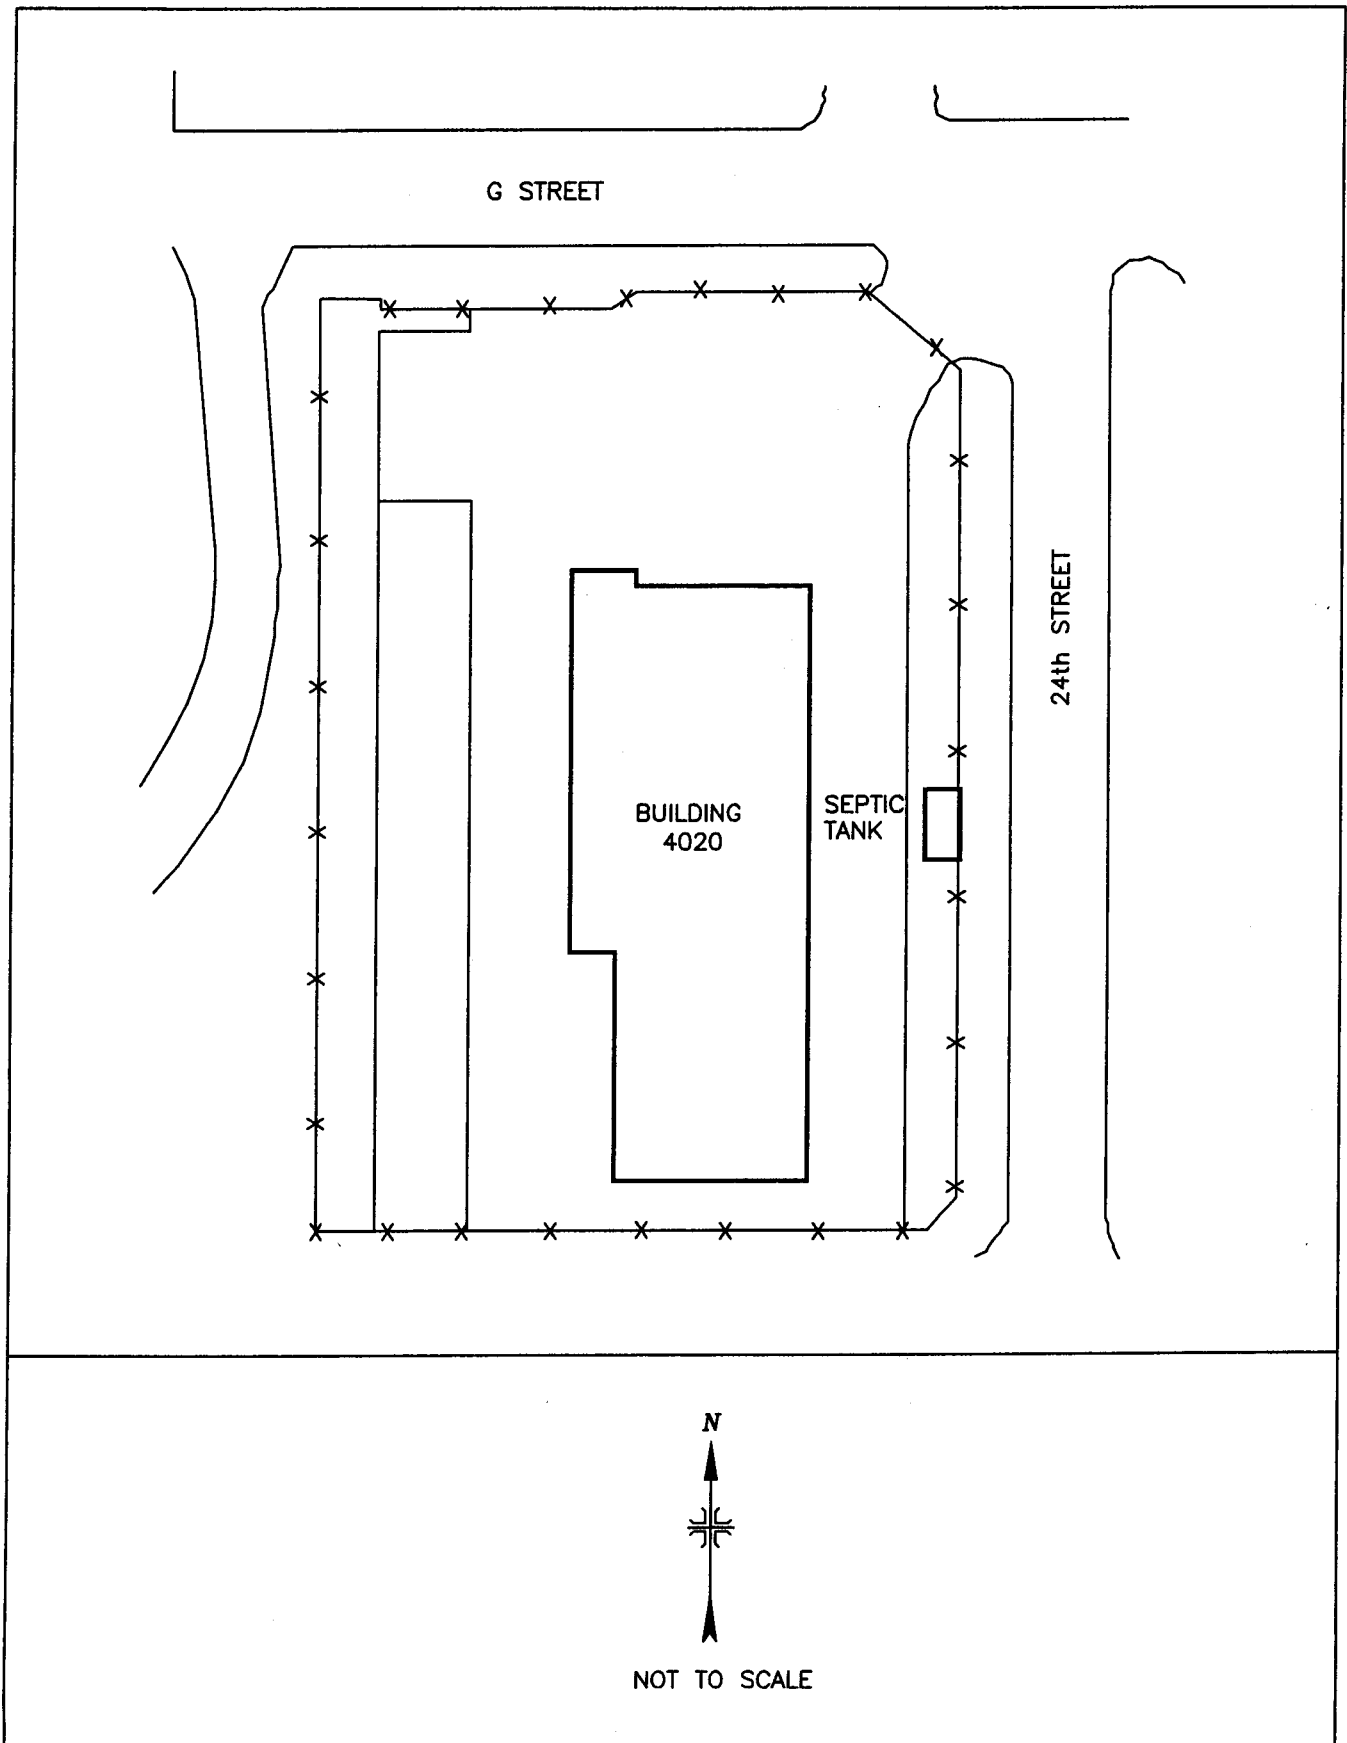 G STREET
24th STREET
SEPTIC
TANK
BUILDING
4020
N
NOT TO SCALE